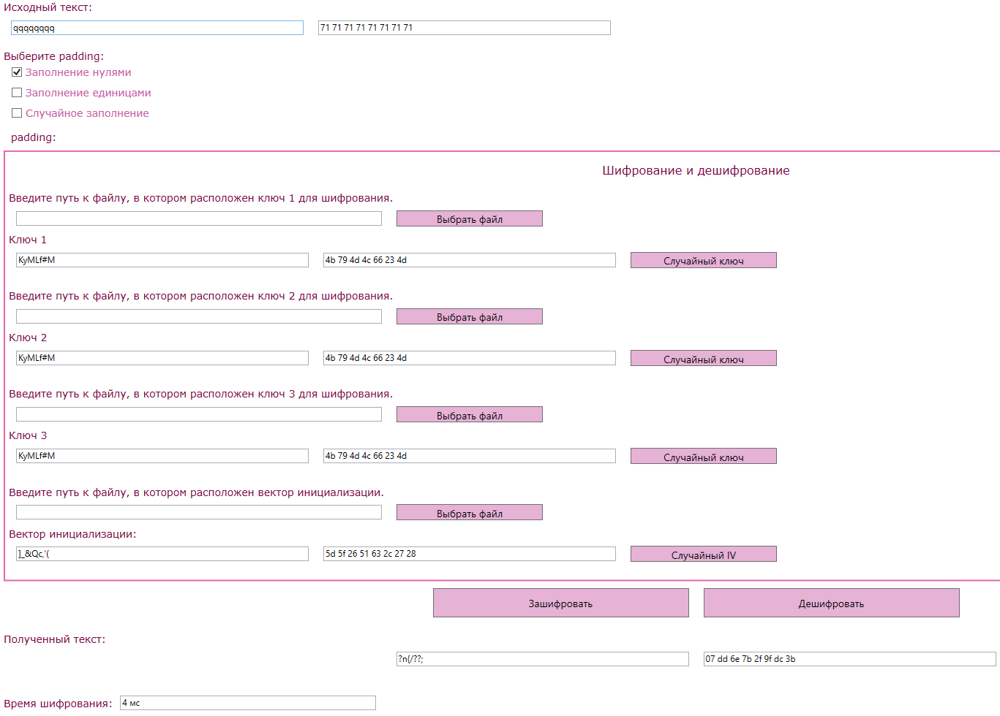 Исходный текст:
qqqqqqqq 71 71 71 71 71 71 71 71
Выберите padding:
Заполнение нулями
Заполнение единицами
Случайное заполнение
padding:
Шифрование и дешифрование
Введите путь к файлу, в котором расположен ключ 1 для шифрования.
Выбрать файл
Ключ 1
KyMLf#M 4b 79 4d 4c 66 23 4d Случайный ключ
Введите путь к файлу, в котором расположен ключ 2 для шифрования.
Выбрать файл
Ключ 2
KyMLf#M 4b 79 4d 4c 66 23 4d Случайный ключ
Введите путь к файлу, в котором расположен ключ 3 для шифрования.
Выбрать файл
Ключ 3
KyMLf#M 4b 79 4d 4c 66 23 4d Случайный ключ
Введите путь к файлу, в котором расположен вектор инициализации.
Выбрать файл
Вектор инициализации:
]_&Qc,'( 5d 5f 26 51 63 2c 27 28 Случайный IV
Зашифровать Дешифровать
Полученный текст:
?n{/??; 07 dd 6e 7b 2f 9f dc 3b
Время шифрования: 4 мс